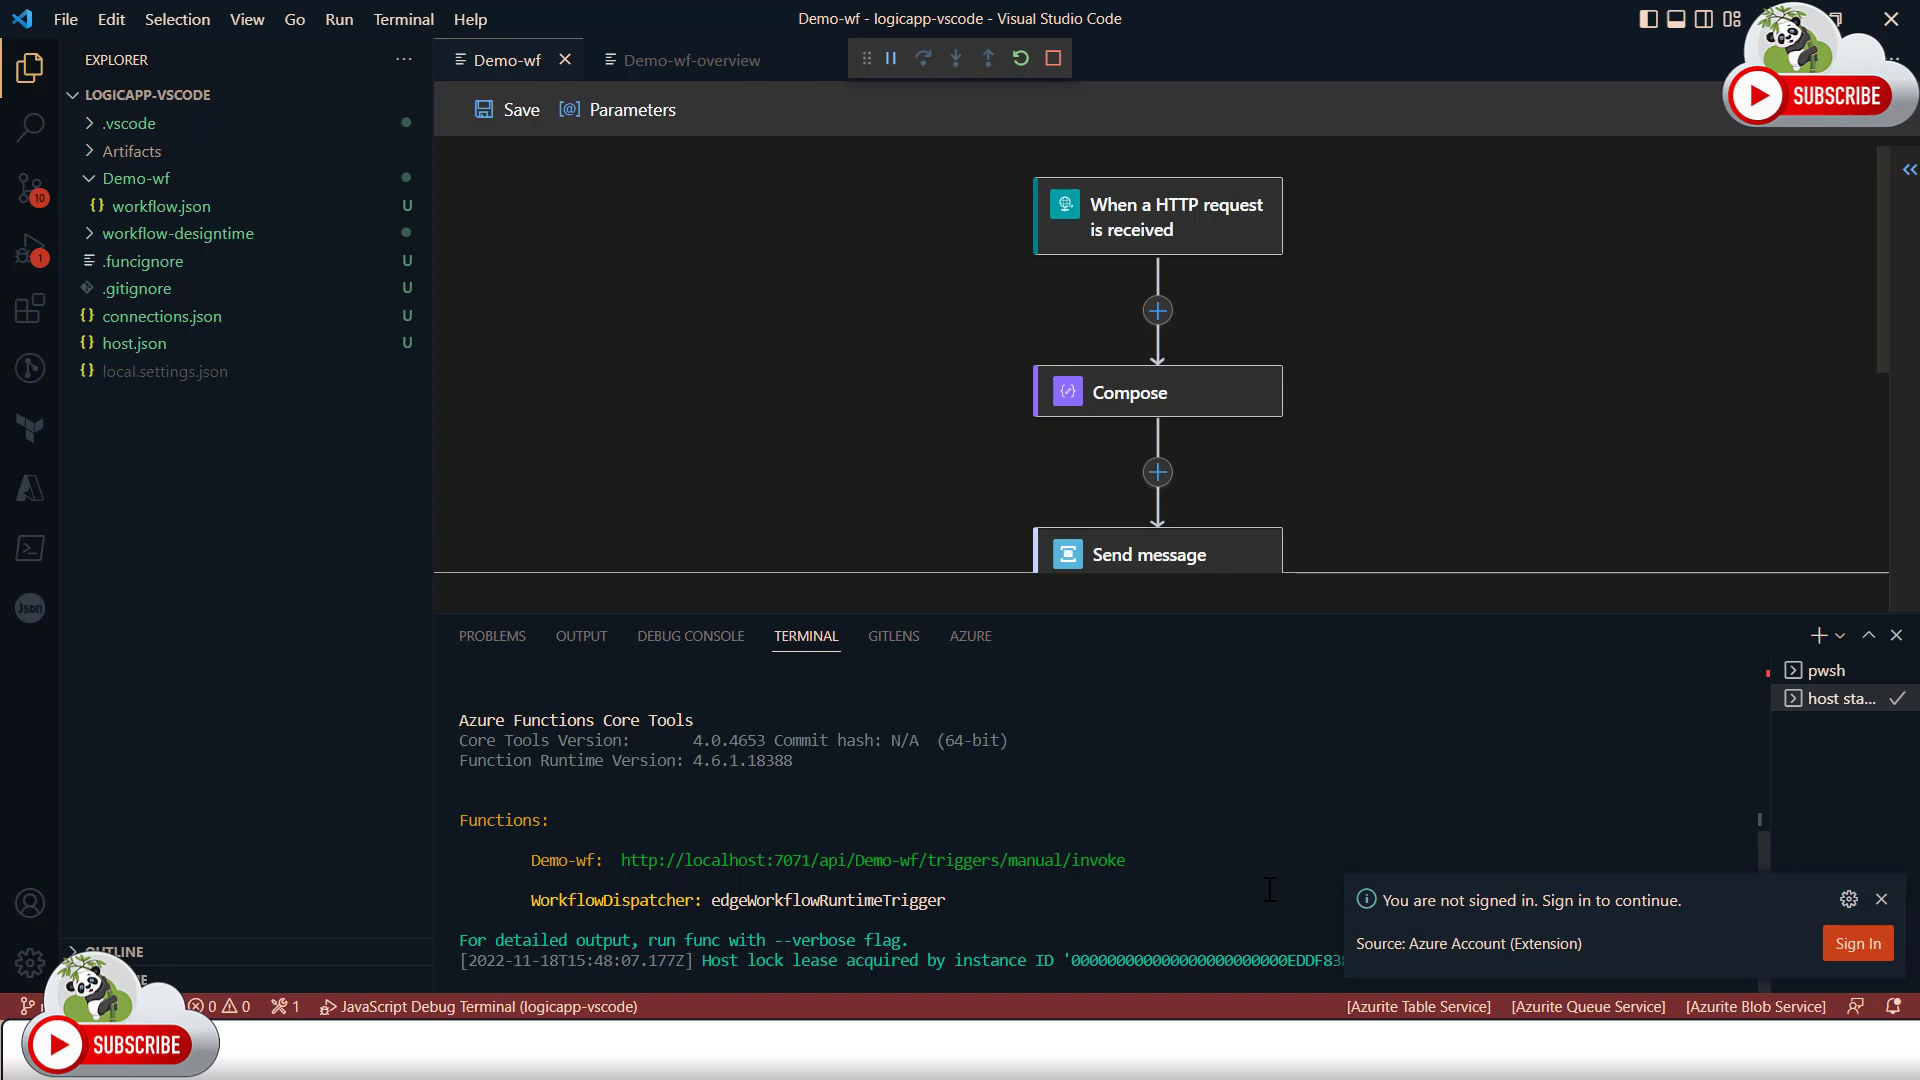 File Edit Selection View Go Run Terminal Help
Demo-wf - logicapp-vscode - Visual Studio Code
SUBSCRIBE
EXPLORER
LOGICAPP-VSCODE
.vscode
Artifacts
Demo-wf
workflow.json U
workflow-designtime
.funcignore U
.gitignore U
connections.json U
host.json U
local.settings.json
10
1
Json
OUTLINE
Demo-wf
Demo-wf-overview
Save
Parameters
When a HTTP request
is received
Compose
Send message
PROBLEMS OUTPUT DEBUG CONSOLE TERMINAL GITLENS AZURE
pwsh
host sta...
Azure Functions Core Tools
Core Tools Version: 4.0.4653 Commit hash: N/A (64-bit)
Function Runtime Version: 4.6.1.18388
Functions:
Demo-wf: http://localhost:7071/api/Demo-wf/triggers/manual/invoke
WorkflowDispatcher: edgeWorkflowRuntimeTrigger
For detailed output, run func with --verbose flag.
[2022-11-18T15:48:07.177Z] Host lock lease acquired by instance ID
You are not signed in. Sign in to continue.
Source: Azure Account (Extension)
Sign In
0 0 1 JavaScript Debug Terminal (logicapp-vscode)
[Azurite Table Service] [Azurite Queue Service] [Azurite Blob Service]
SUBSCRIBE